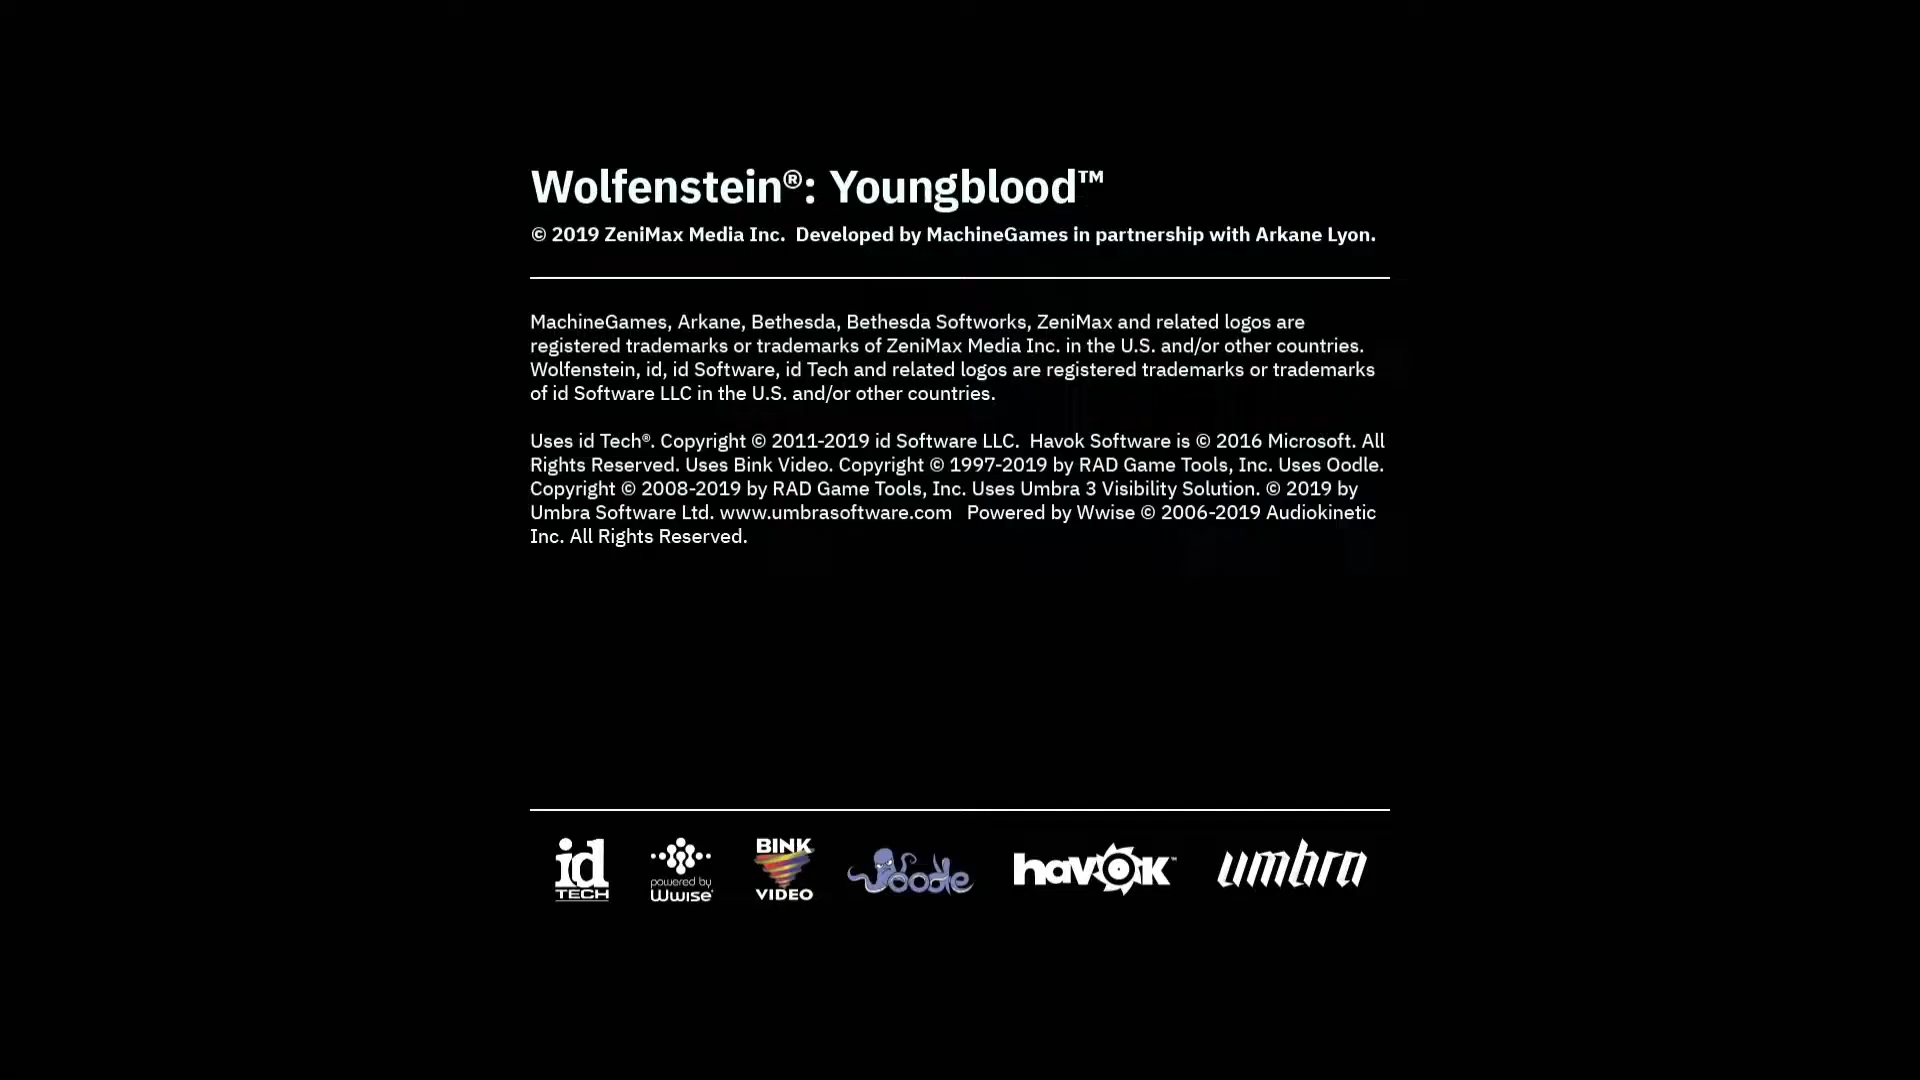 Wolfenstein®: Youngblood™
© 2019 ZeniMax Media Inc.  Developed by MachineGames in partnership with Arkane Lyon.
MachineGames, Arkane, Bethesda, Bethesda Softworks, ZeniMax and related logos are
registered trademarks or trademarks of ZeniMax Media Inc. in the U.S. and/or other countries.
Wolfenstein, id, id Software, id Tech and related logos are registered trademarks or trademarks
of id Software LLC in the U.S. and/or other countries.
Uses id Tech®. Copyright © 2011-2019 id Software LLC.  Havok Software is © 2016 Microsoft. All
Rights Reserved. Uses Bink Video. Copyright © 1997-2019 by RAD Game Tools, Inc. Uses Oodle.
Copyright © 2008-2019 by RAD Game Tools, Inc. Uses Umbra 3 Visibility Solution. © 2019 by
Umbra Software Ltd. www.umbrasoftware.com   Powered by Wwise © 2006-2019 Audiokinetic
Inc. All Rights Reserved.
id
TECH
powered by
Wwise
BINK
VIDEO
oodle
havok™
umbra